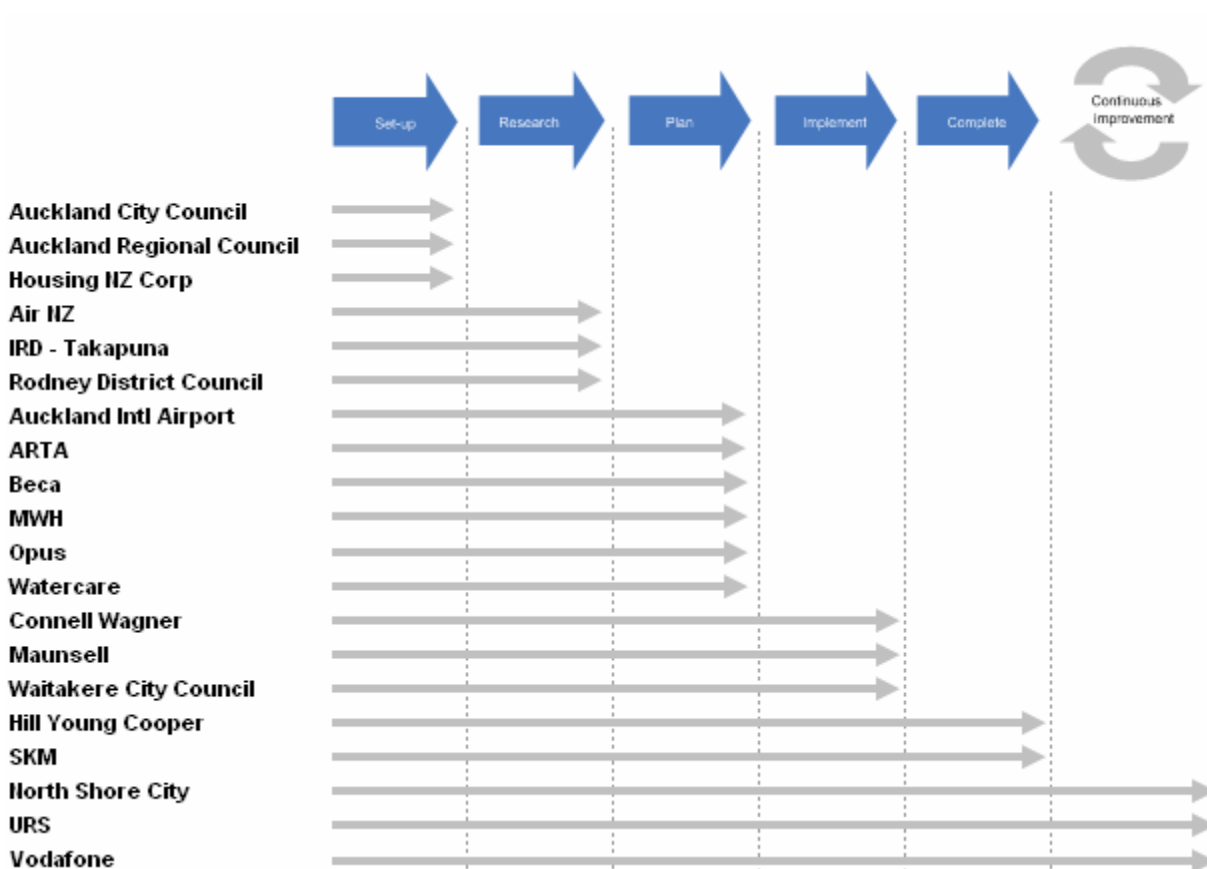 Set-up
Research
Plan
Implement
Complete
Continuous
improvement
Auckland City Council
Auckland Regional Council
Housing NZ Corp
Air NZ
IRD - Takapuna
Rodney District Council
Auckland Intl Airport
ARTA
Beca
MWH
Opus
Watercare
Connell Wagner
Maunsell
Waitakere City Council
Hill Young Cooper
SKM
North Shore City
URS
Vodafone